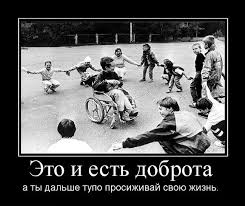 Это и есть доброта
а ты дальше тупо просиживай свою жизнь.